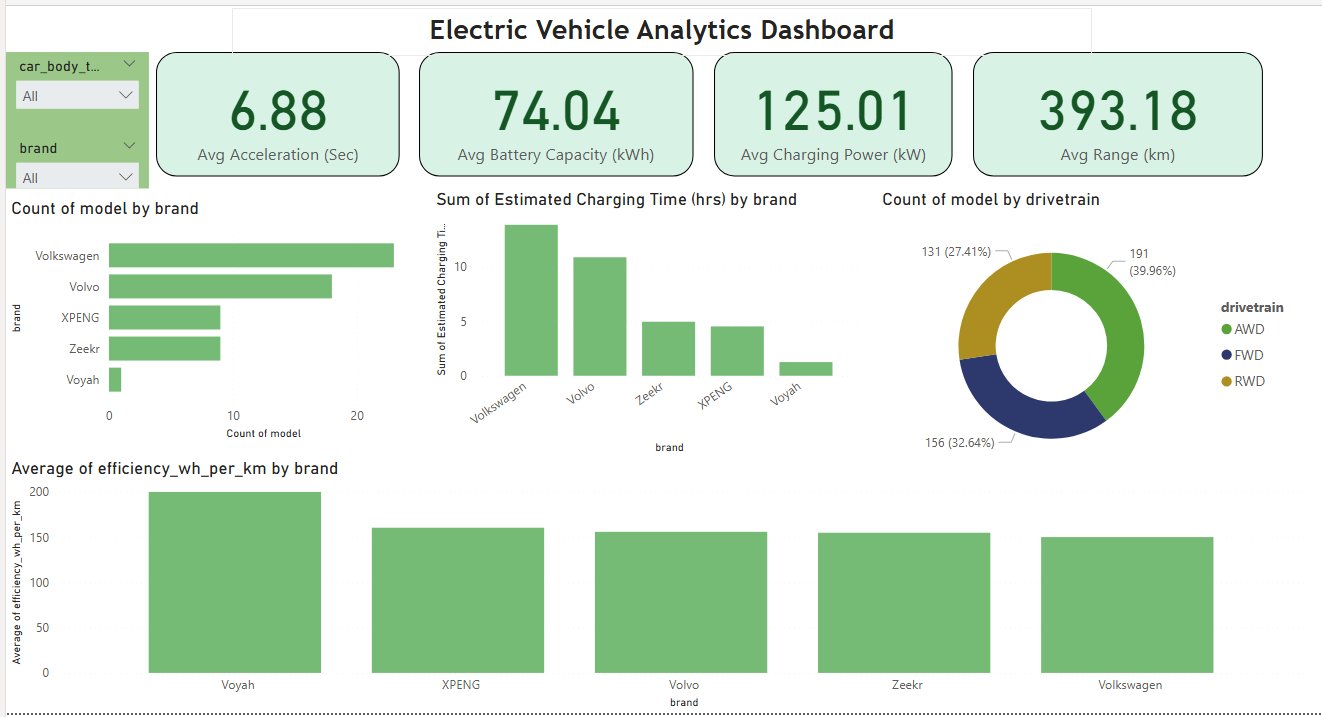 Electric Vehicle Analytics Dashboard
car_body_t...
All
brand
All
6.88
Avg Acceleration (Sec)
74.04
Avg Battery Capacity (kWh)
125.01
Avg Charging Power (kW)
393.18
Avg Range (km)
Count of model by brand
brand
Volkswagen
Volvo
XPENG
Zeekr
Voyah
0 10 20
Count of model
Sum of Estimated Charging Time (hrs) by brand
Sum of Estimated Charging Ti...
10
5
0
Volkswagen Volvo Zeekr XPENG Voyah
brand
Count of model by drivetrain
131 (27.41%)
191
(39.96%)
156 (32.64%)
drivetrain
AWD
FWD
RWD
Average of efficiency_wh_per_km by brand
Average of efficiency_wh_per_km
200
150
100
50
0
Voyah XPENG Volvo Zeekr Volkswagen
brand